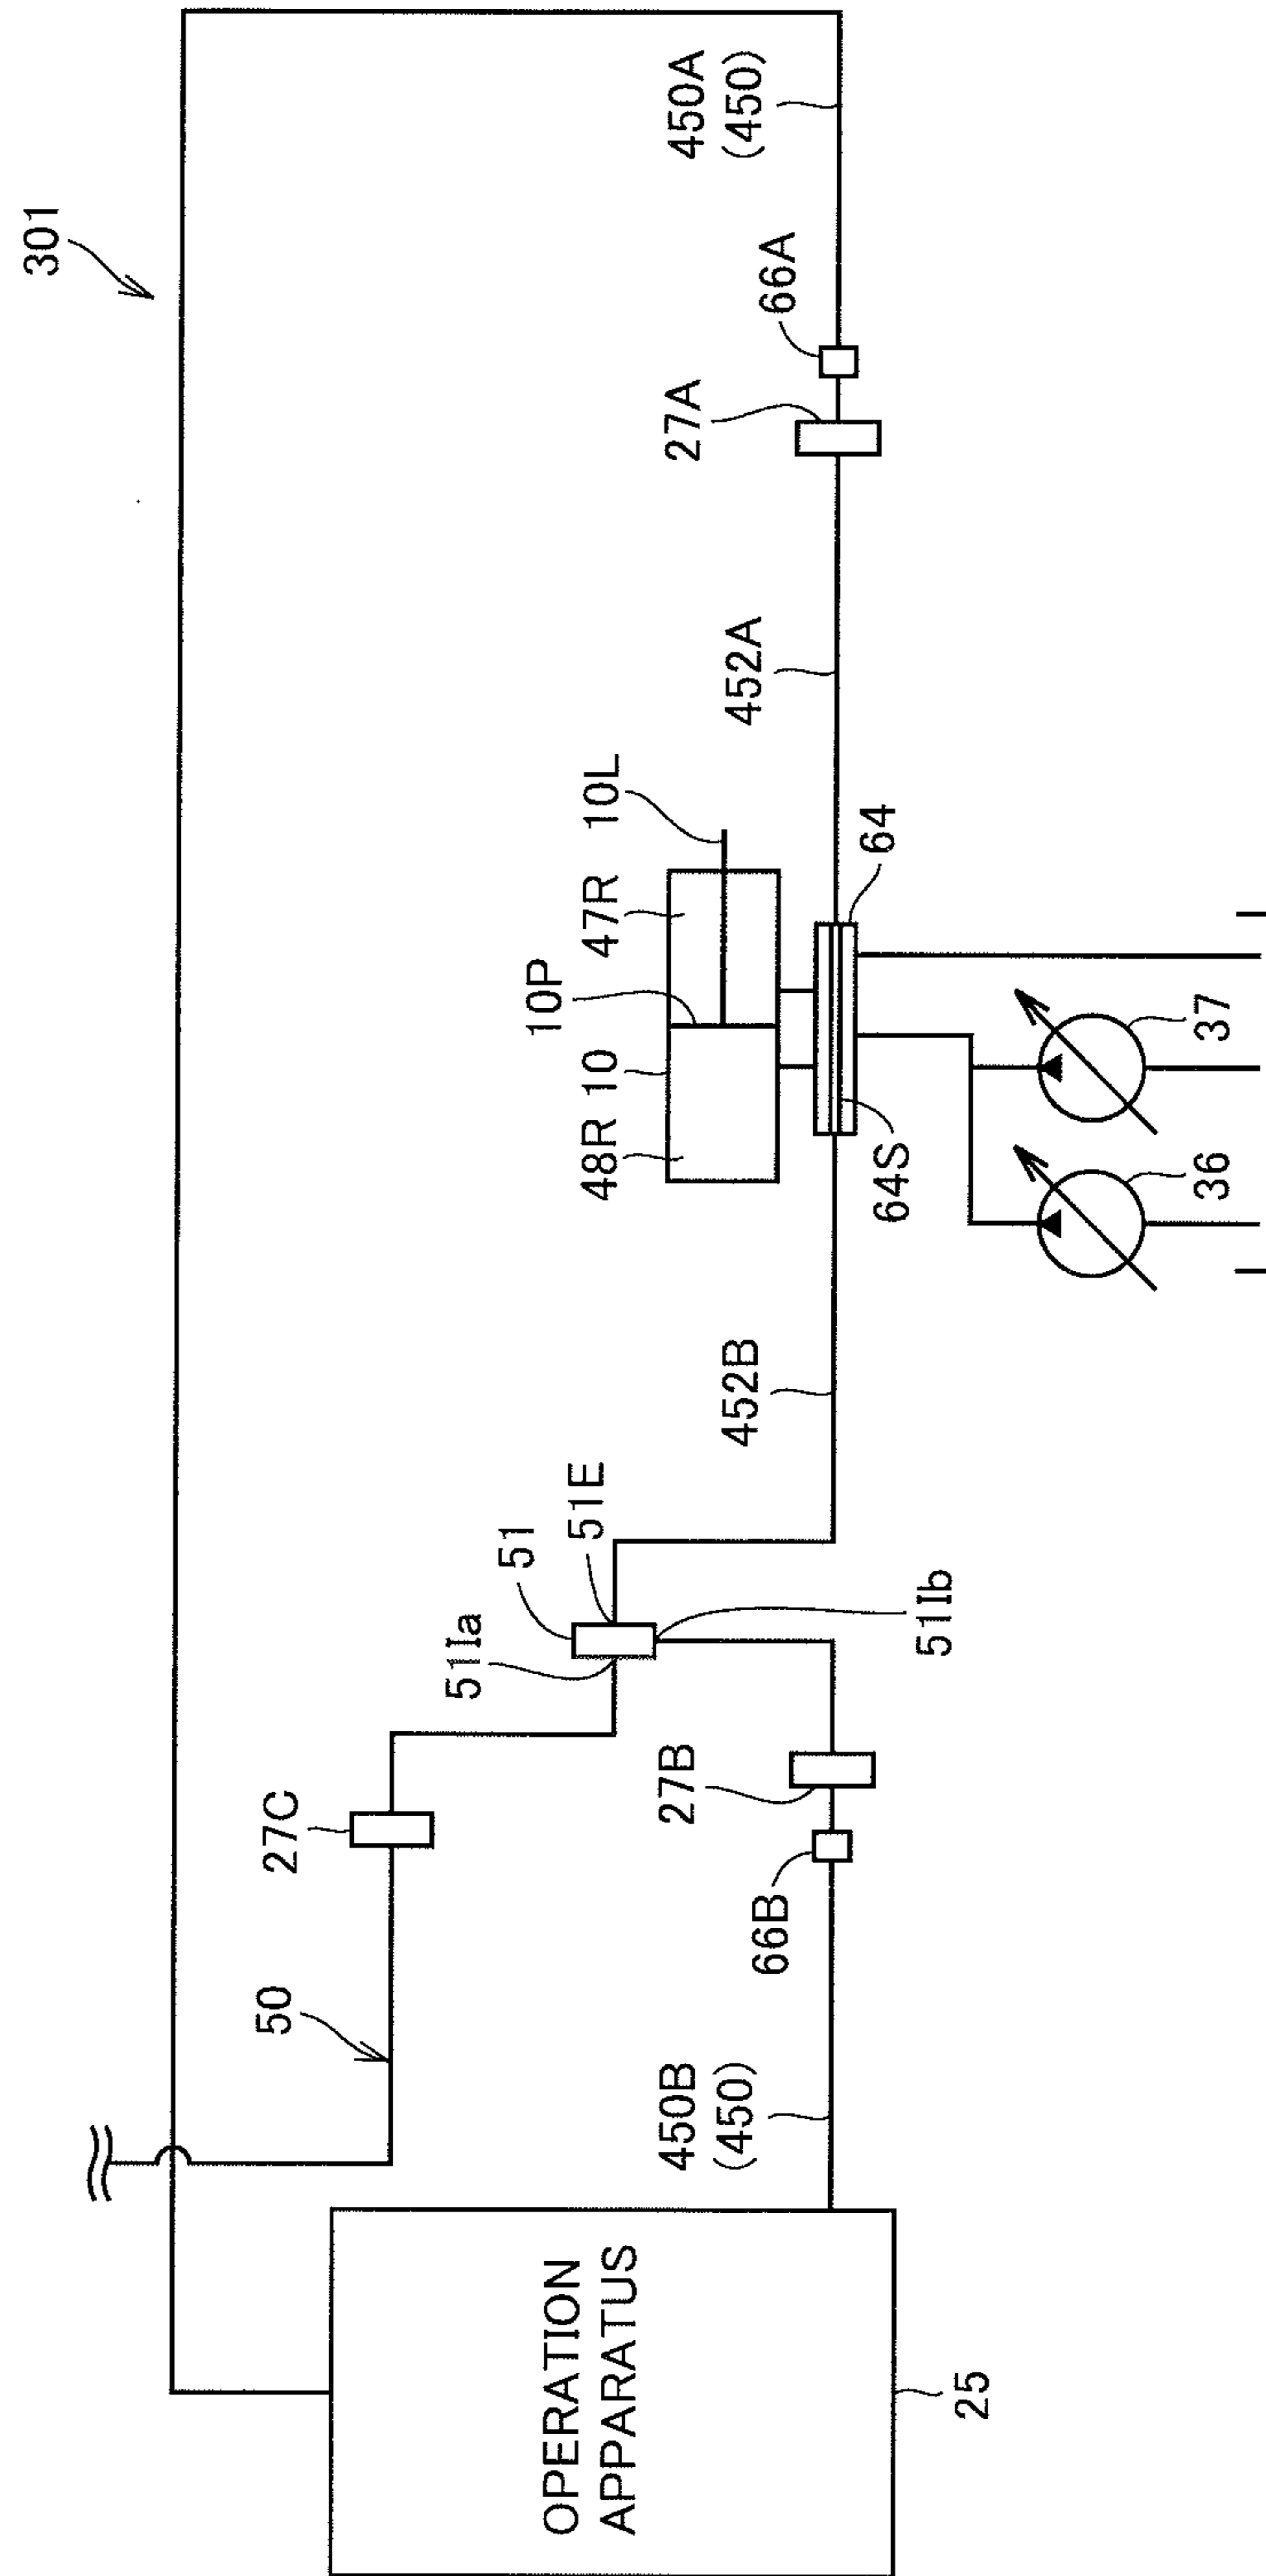 301
450A
(450)
66A
27A
452A
10L
47R
10P
10
48R
64
64S
37
36
452B
51E
51
51Ia
51Ib
27C
27B
66B
50
450B
(450)
OPERATION
APPARATUS
25